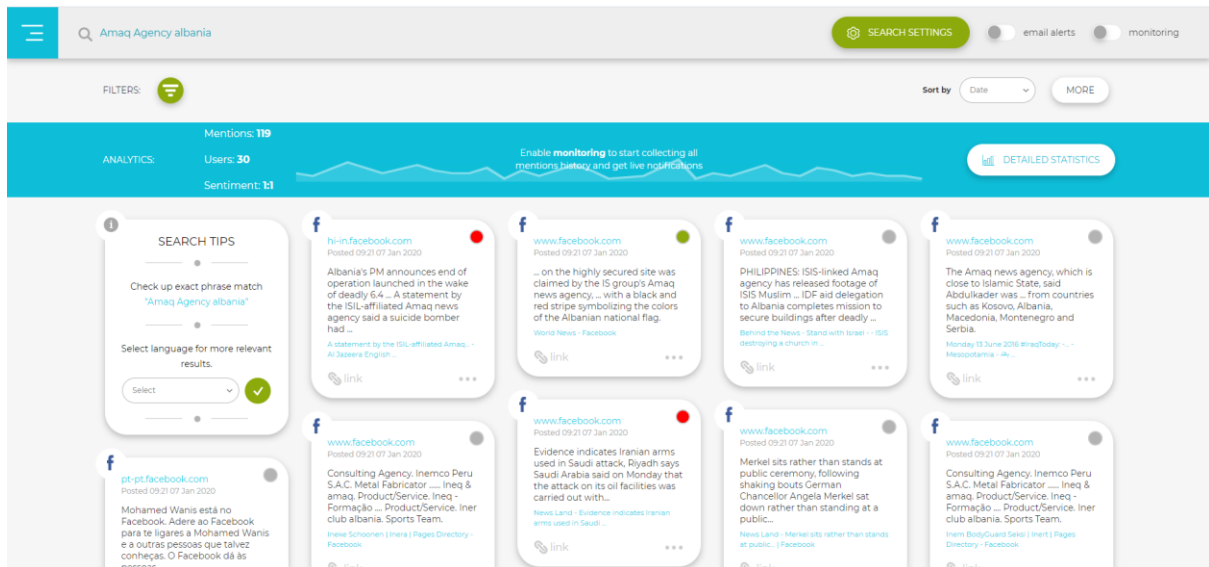 Amaq Agency albania
SEARCH SETTINGS
email alerts
monitoring
FILTERS:
Sort by
Date
MORE
ANALYTICS:
Mentions: 119
Users: 30
Sentiment: 1:1
Enable monitoring to start collecting all
mentions history and get live notifications
DETAILED STATISTICS
SEARCH TIPS
Check up exact phrase match
"Amaq Agency albania"
Select language for more relevant
results.
Select
hi-in.facebook.com
Posted 09:21 07 Jan 2020
Albania's PM announces end of
operation launched in the wake
of deadly 6.4 ... A statement by
the ISIL-affiliated Amaq news
agency said a suicide bomber
had ...
A statement by the ISIL-affiliated Amaq... -
Al Jazeera English ...
link
www.facebook.com
Posted 09:21 07 Jan 2020
... on the highly secured site was
claimed by the IS group's Amaq
news agency, ... with a black and
red stripe symbolizing the colors
of the Albanian national flag.
World News - Facebook
link
www.facebook.com
Posted 09:21 07 Jan 2020
PHILIPPINES: ISIS-linked Amaq
agency has released footage of
ISIS Muslim ... IDF aid delegation
to Albania completes mission to
secure buildings after deadly ...
Behind the News - Stand with Israel - - ISIS
destroying a church in ...
link
www.facebook.com
Posted 09:21 07 Jan 2020
The Amaq news agency, which is
close to Islamic State, said
Abdulkader was ... from countries
such as Kosovo, Albania,
Macedonia, Montenegro and
Serbia.
Monday 13 June 2016 #IraqToday -... -
Mesopotamia -
link
pt-pt.facebook.com
Posted 09:21 07 Jan 2020
Mohamed Wanis está no
Facebook. Adere ao Facebook
para te ligares a Mohamed Wanis
e a outras pessoas que talvez
conheças. O Facebook dá às
pessoas
www.facebook.com
Posted 09:21 07 Jan 2020
Consulting Agency. Inemco Peru
S.A.C. Metal Fabricator ...... Ineq &
amaq. Product/Service. Ineq -
Formação .... Product/Service. Iner
club albania. Sports Team.
Ineke Schoonen | Inera | Pages Directory -
Facebook
link
www.facebook.com
Posted 09:21 07 Jan 2020
Evidence indicates Iranian arms
used in Saudi attack, Riyadh says
Saudi Arabia said on Monday that
the attack on its oil facilities was
carried out with...
News Land - Evidence indicates Iranian
arms used in Saudi ...
link
www.facebook.com
Posted 09:21 07 Jan 2020
Merkel sits rather than stands at
public ceremony, following
shaking bouts German
Chancellor Angela Merkel sat
down rather than standing at a
public...
News Land - Merkel sits rather than stands
at public... | Facebook
link
www.facebook.com
Posted 09:21 07 Jan 2020
Consulting Agency. Inemco Peru
S.A.C. Metal Fabricator ...... Ineq &
amaq. Product/Service. Ineq -
Formação .... Product/Service. Iner
club albania. Sports Team.
Inem BodyGuard Seksi | Inert | Pages
Directory - Facebook
link